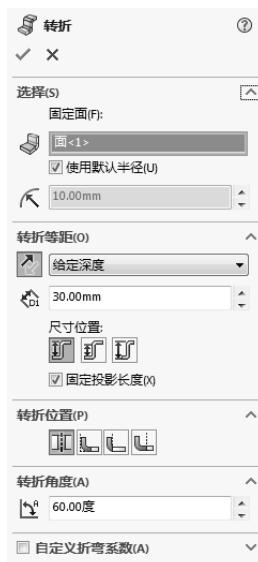 转折
选择(S)
固定面(F):
面<1>
使用默认半径(U)
10.00mm
转折等距(O)
给定深度
D1
30.00mm
尺寸位置:
固定投影长度(X)
转折位置(P)
转折角度(A)
A
60.00度
自定义折弯系数(A)